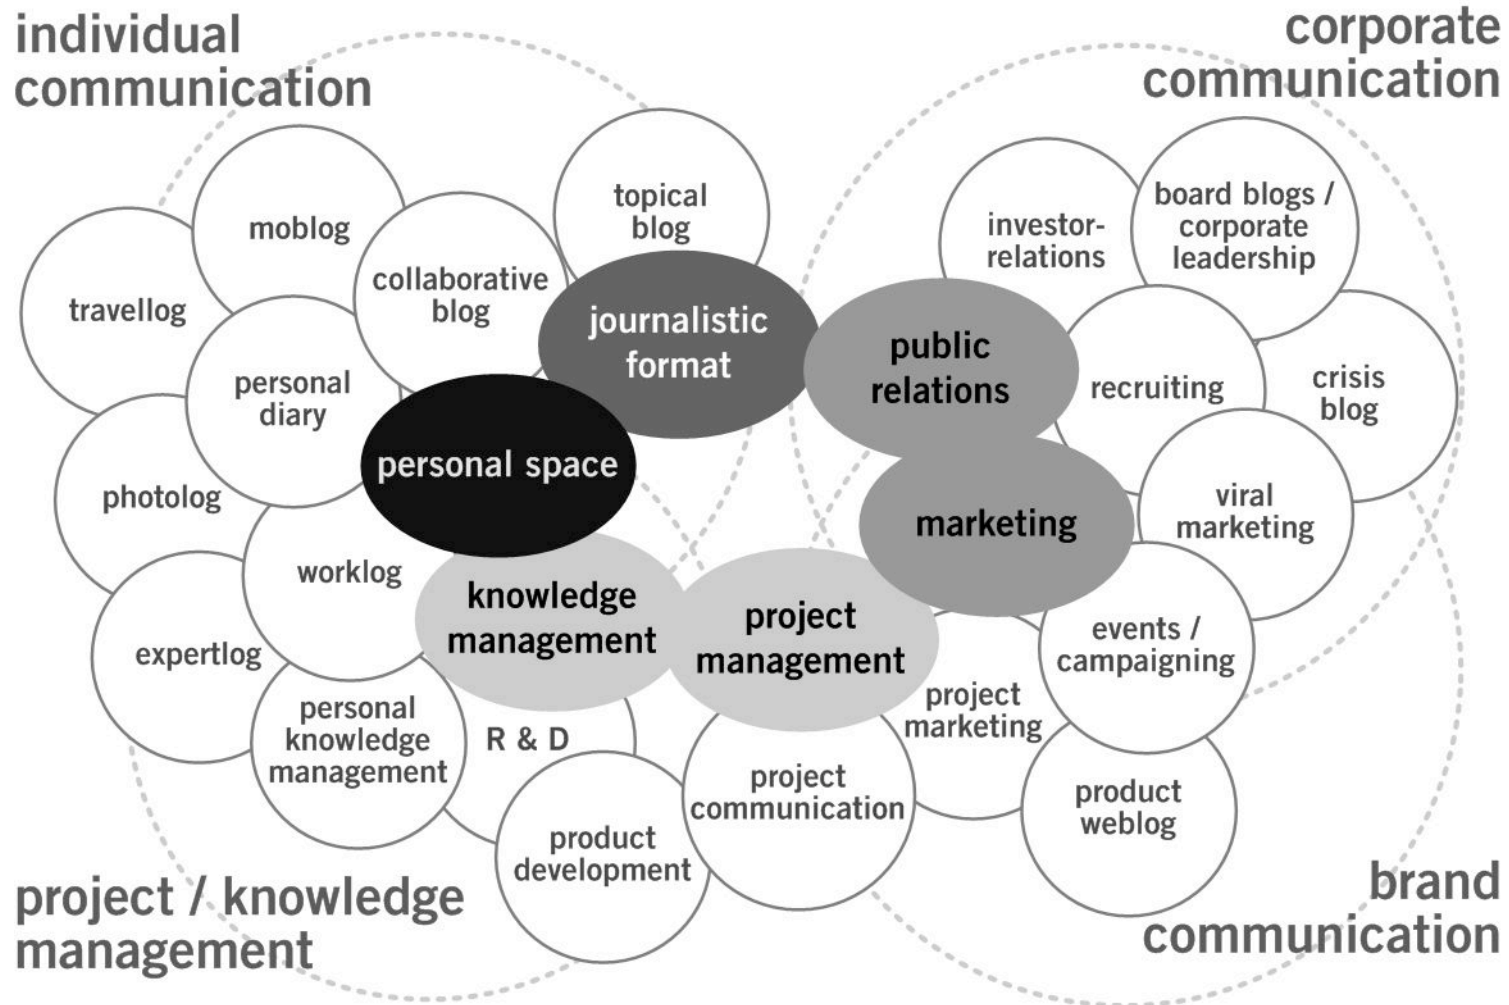 individual
communication
corporate
communication
topical
blog
moblog
collaborative
blog
travellog
personal
diary
photolog
worklog
expertlog
personal
knowledge
management
R & D
product
development
journalistic
format
personal space
knowledge
management
project
management
public
relations
marketing
investor-
relations
board blogs /
corporate
leadership
recruiting
crisis
blog
viral
marketing
events /
campaigning
project
marketing
project
communication
product
weblog
project / knowledge
management
brand
communication